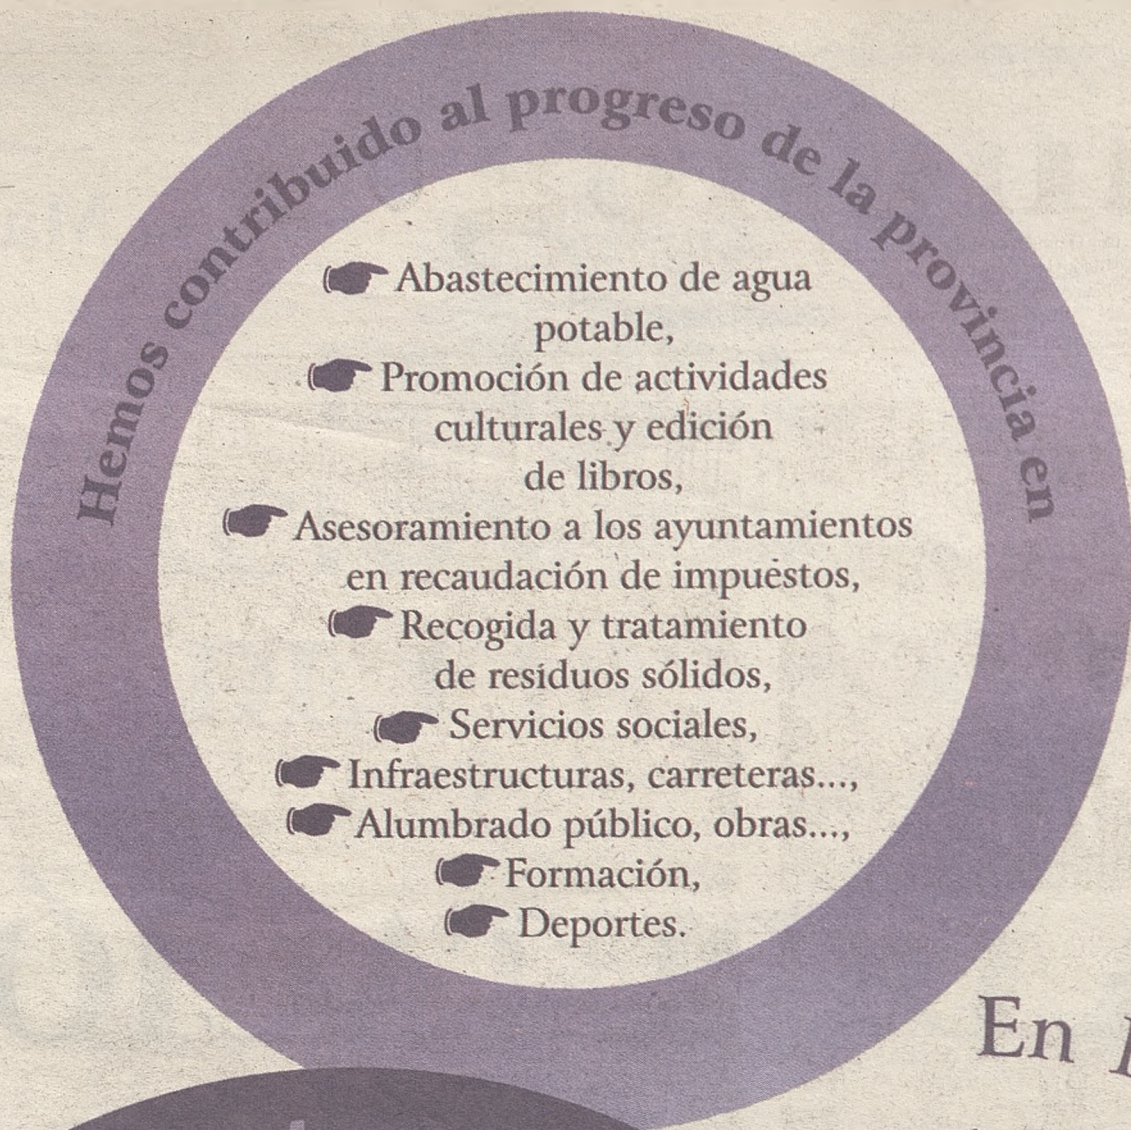 Hemos contribuido al progreso de la provincia en
Abastecimiento de agua
potable,
Promoción de actividades
culturales y edición
de libros,
Asesoramiento a los ayuntamientos
en recaudación de impuestos,
Recogida y tratamiento
de residuos sólidos,
Servicios sociales,
Infraestructuras, carreteras...,
Alumbrado público, obras...,
Formación,
Deportes.
En